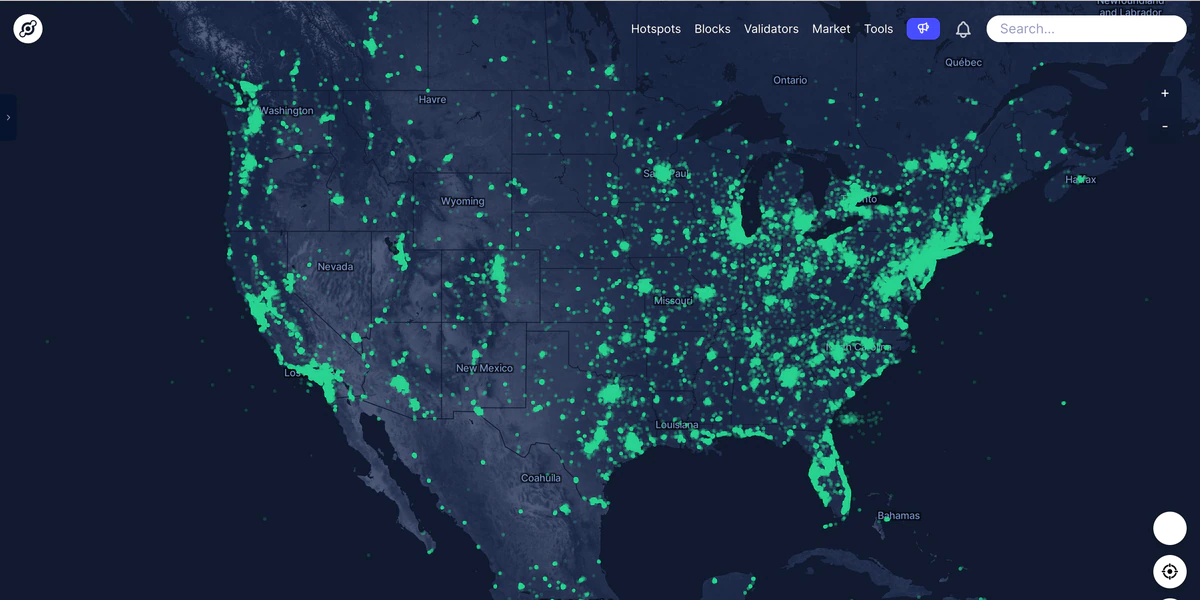 Newfoundland
and Labrador
Hotspots Blocks Validators Market Tools
Search...
Québec
Ontario
Havre
Washington
Halifax
Wyoming
Nevada
Missouri
New Mexico
Louisiana
Coahuila
Bahamas